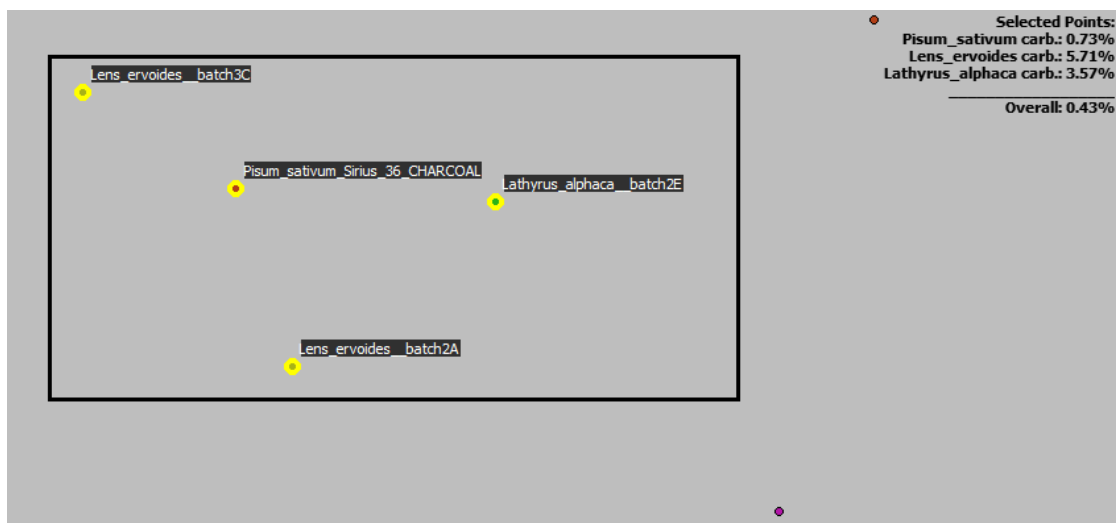 Selected Points:
Pisum_sativum carb.: 0.73%
Lens_ervoides carb.: 5.71%
Lathyrus_alphaca carb.: 3.57%
Overall: 0.43%
Lens_ervoides__batch3C
Pisum_sativum_Sirius_36_CHARCOAL
Lathyrus_alphaca__batch2E
Lens_ervoides__batch2A